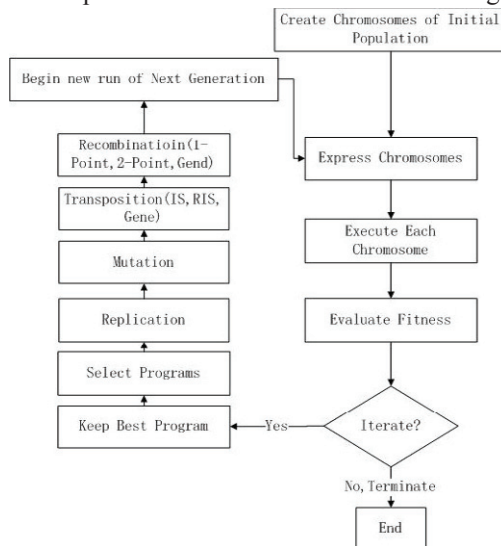 Create Chromosomes of Initial
Population
Begin new run of Next Generation
Recombinatioin(1-
Point,2-Point,Gend)
Express Chromosomes
Transposition(IS,RIS,
Gene)
Execute Each
Chromosome
Mutation
Replication
Evaluate Fitness
Select Programs
Keep Best Program
Yes
Iterate?
No,Terminate
End